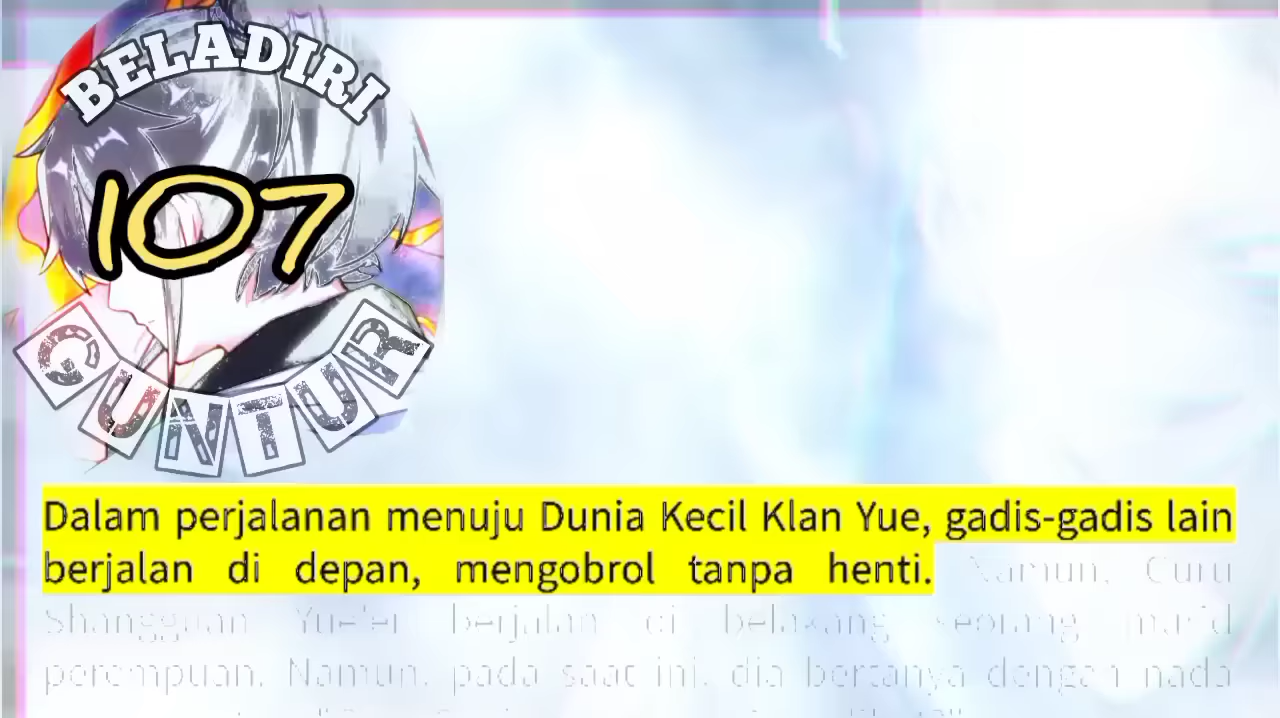 BELADIRI
107
GUNTUR
Dalam perjalanan menuju Dunia Kecil Klan Yue, gadis-gadis lain
berjalan di depan, mengobrol tanpa henti. Namun, Guru
Shangguan Yue'er berjalan di belakang seorang murid
perempuan. Namun, pada saat ini, dia bertanya dengan nada